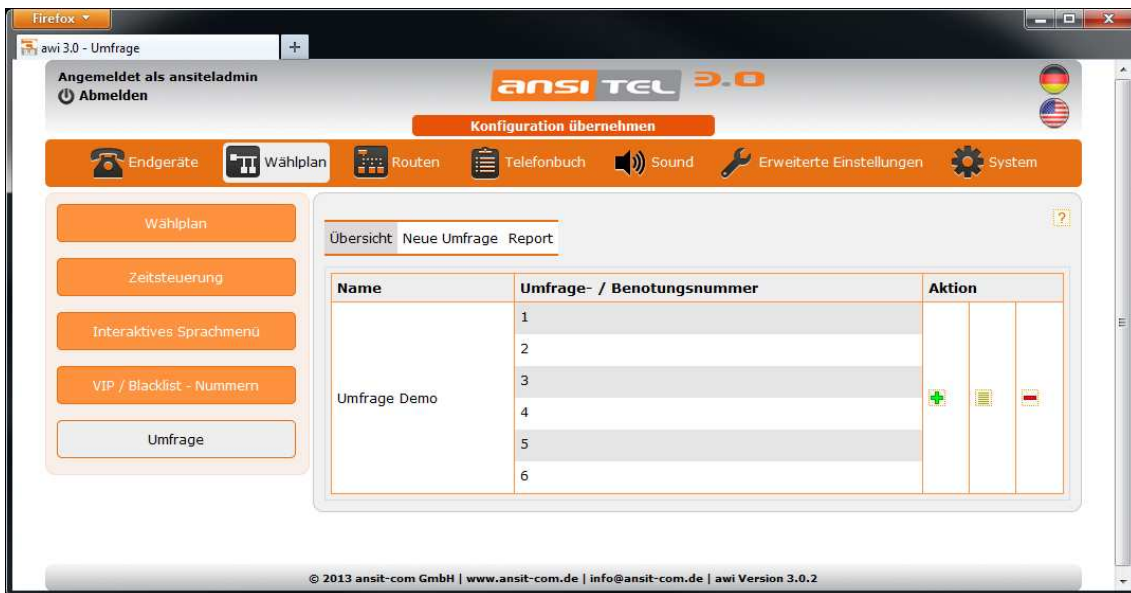 Firefox
awi 3.0 - Umfrage
Angemeldet als ansiteladmin
Abmelden
ansi TEL 3.0
Konfiguration übernehmen
Endgeräte Wählplan Routen Telefonbuch Sound Erweiterte Einstellungen System
Wählplan
Zeitsteuerung
Interaktives Sprachmenü
VIP / Blacklist - Nummern
Umfrage
?
Übersicht Neue Umfrage Report
Name Umfrage- / Benotungsnummer Aktion
Umfrage Demo
1
2
3
4
5
6
© 2013 ansit-com GmbH | www.ansit-com.de | info@ansit-com.de | awi Version 3.0.2